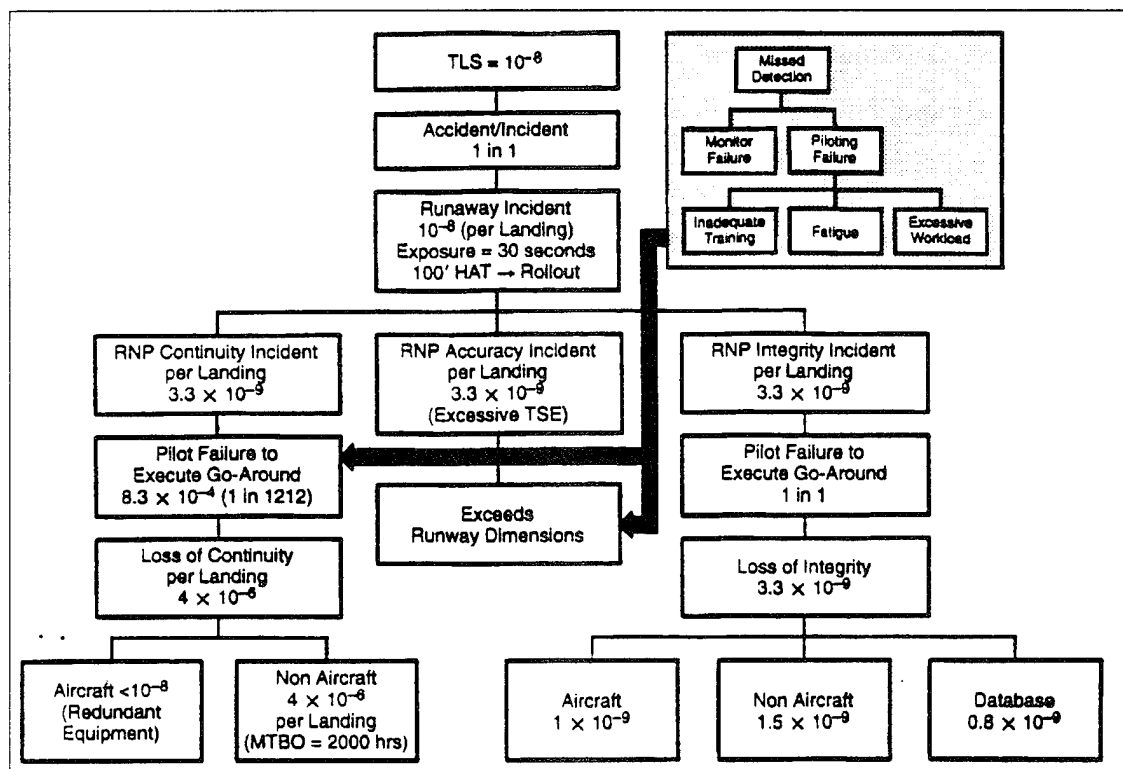 TLS = 10⁻⁸
Accident/Incident
1 in 1
Runaway Incident
10⁻⁸ (per Landing)
Exposure = 30 seconds
100′ HAT → Rollout
Missed
Detection
Monitor
Failure
Piloting
Failure
Inadequate
Training
Fatigue
Excessive
Workload
RNP Continuity Incident
per Landing
3.3 × 10⁻⁹
RNP Accuracy Incident
per Landing
3.3 × 10⁻⁹
(Excessive TSE)
RNP Integrity Incident
per Landing
3.3 × 10⁻⁹
Pilot Failure to
Execute Go-Around
8.3 × 10⁻⁴ (1 in 1212)
Exceeds
Runway Dimensions
Pilot Failure to
Execute Go-Around
1 in 1
Loss of Continuity
per Landing
4 × 10⁻⁶
Loss of Integrity
3.3 × 10⁻⁹
Aircraft <10⁻⁸
(Redundant
Equipment)
Non Aircraft
4 × 10⁻⁶
per Landing
(MTBO = 2000 hrs)
Aircraft
1 × 10⁻⁹
Non Aircraft
1.5 × 10⁻⁹
Database
0.8 × 10⁻⁹